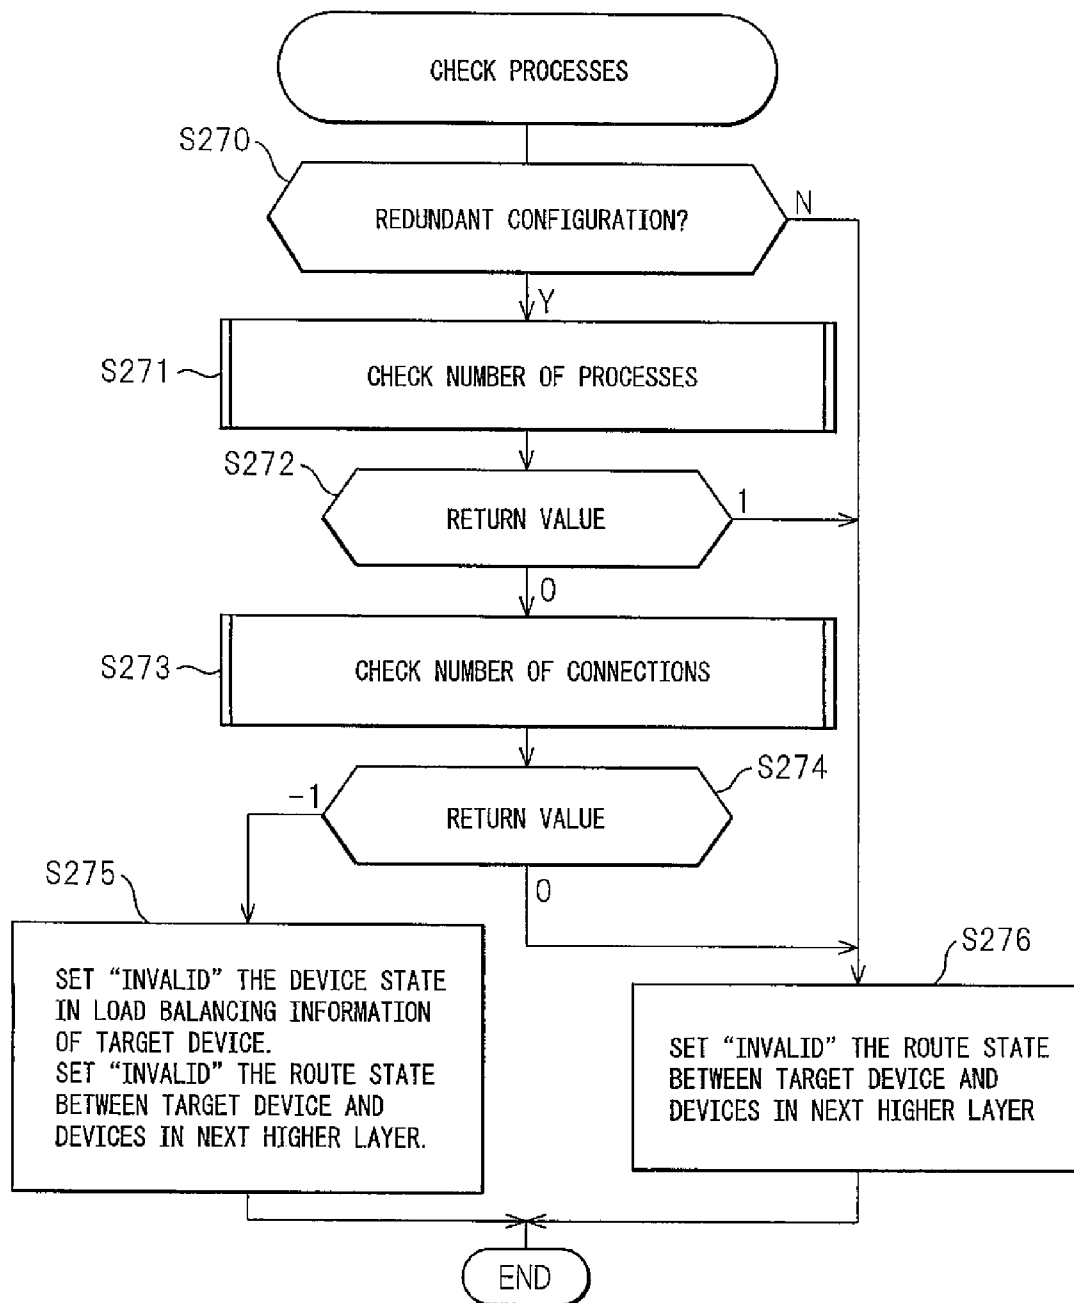 CHECK PROCESSES
S270
REDUNDANT CONFIGURATION?
N
Y
S271
CHECK NUMBER OF PROCESSES
S272
RETURN VALUE
1
0
S273
CHECK NUMBER OF CONNECTIONS
S274
-1
RETURN VALUE
0
S275
SET “INVALID” THE DEVICE STATE
IN LOAD BALANCING INFORMATION
OF TARGET DEVICE.
SET “INVALID” THE ROUTE STATE
BETWEEN TARGET DEVICE AND
DEVICES IN NEXT HIGHER LAYER.
S276
SET “INVALID” THE ROUTE STATE
BETWEEN TARGET DEVICE AND
DEVICES IN NEXT HIGHER LAYER
END